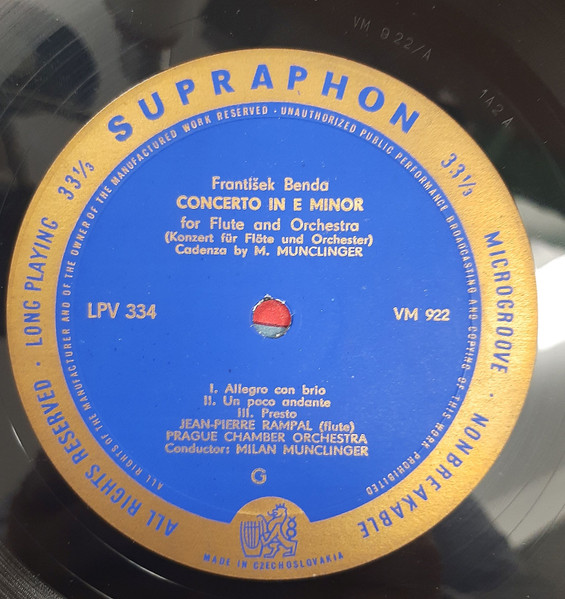 VM 922/A
142 A
SUPRAPHON
33⅓
33⅓
LONG PLAYING
MICROGROOVE
ALL RIGHTS RESERVED
NONBREAKABLE
ALL RIGHTS OF THE MANUFACTURER AND OF THE OWNER OF THE MANUFACTURED WORK RESERVED · UNAUTHORIZED PUBLIC PERFORMANCE BROADCASTING AND COPYING OF THIS WORK PROHIBITED
František Benda
CONCERTO IN E MINOR
for Flute and Orchestra
(Konzert für Flöte und Orchester)
Cadenza by M. MUNCLINGER
LPV 334
VM 922
I. Allegro con brio
II. Un poco andante
III. Presto
JEAN-PIERRE RAMPAL (flute)
PRAGUE CHAMBER ORCHESTRA
Conductor: MILAN MUNCLINGER
G
MADE IN CZECHOSLOVAKIA